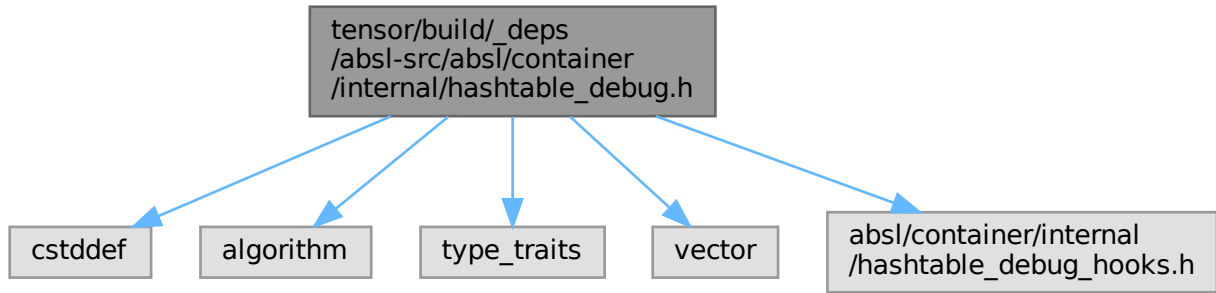 tensor/build/_deps
/absl-src/absl/container
/internal/hashtable_debug.h
cstddef
algorithm
type_traits
vector
absl/container/internal
/hashtable_debug_hooks.h